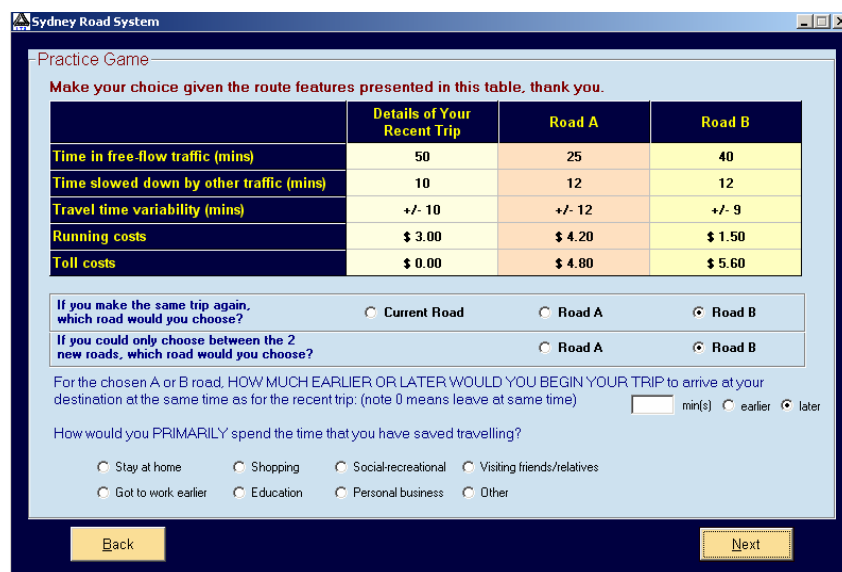 Sydney Road System
Practice Game
Make your choice given the route features presented in this table, thank you.
Details of Your Recent Trip Road A Road B
Time in free-flow traffic (mins) 50 25 40
Time slowed down by other traffic (mins) 10 12 12
Travel time variability (mins) +/- 10 +/- 12 +/- 9
Running costs $ 3.00 $ 4.20 $ 1.50
Toll costs $ 0.00 $ 4.80 $ 5.60
If you make the same trip again,
which road would you choose? Current Road Road A Road B
If you could only choose between the 2
new roads, which road would you choose? Road A Road B
For the chosen A or B road, HOW MUCH EARLIER OR LATER WOULD YOU BEGIN YOUR TRIP to arrive at your
destination at the same time as for the recent trip: (note 0 means leave at same time) min(s) earlier later
How would you PRIMARILY spend the time that you have saved travelling?
Stay at home Shopping Social-recreational Visiting friends/relatives
Got to work earlier Education Personal business Other
Back Next